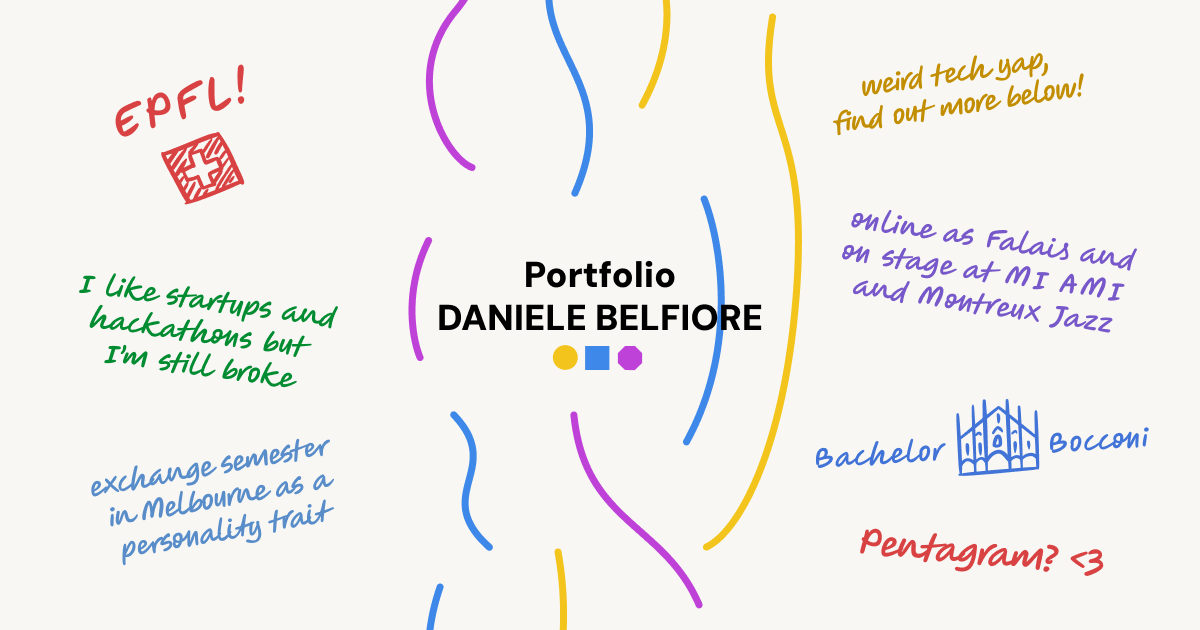 EPFL!
I like startups and
hackathons but
I'm still broke
exchange semester
in Melbourne as a
personality trait
Portfolio
DANIELE BELFIORE
weird tech yap,
find out more below!
online as Falais and
on stage at MI AMI
and Montreux Jazz
Bachelor Bocconi
Pentagram? <3